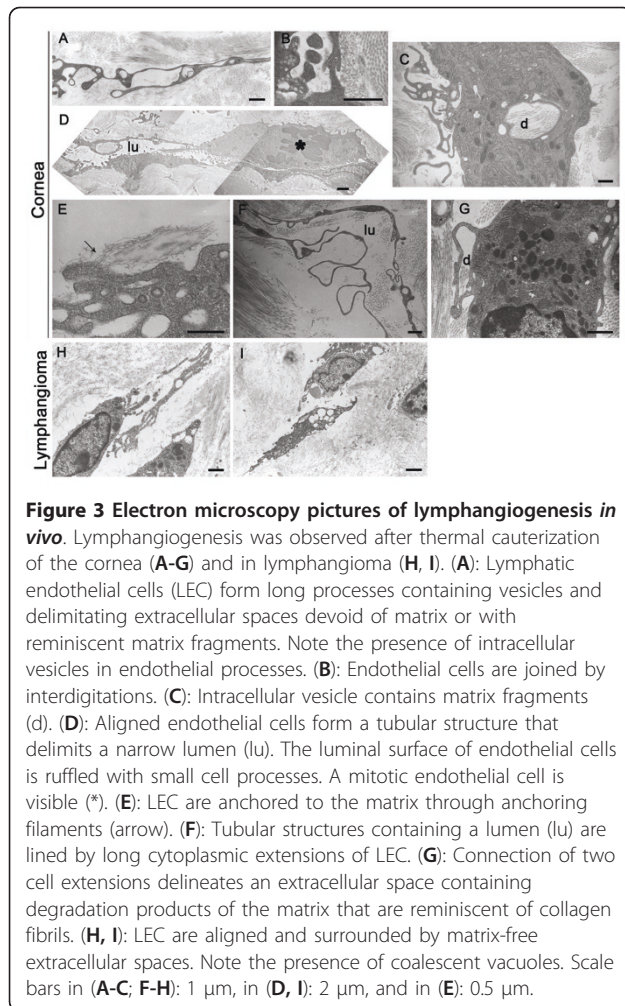 A
B
C
d
D
lu
*
Cornea
E
F
lu
G
d
H
I
Lymphangioma
Figure 3 Electron microscopy pictures of lymphangiogenesis in
vivo. Lymphangiogenesis was observed after thermal cauterization
of the cornea (A-G) and in lymphangioma (H, I). (A): Lymphatic
endothelial cells (LEC) form long processes containing vesicles and
delimitating extracellular spaces devoid of matrix or with
reminiscent matrix fragments. Note the presence of intracellular
vesicles in endothelial processes. (B): Endothelial cells are joined by
interdigitations. (C): Intracellular vesicle contains matrix fragments
(d). (D): Aligned endothelial cells form a tubular structure that
delimits a narrow lumen (lu). The luminal surface of endothelial cells
is ruffled with small cell processes. A mitotic endothelial cell is
visible (*). (E): LEC are anchored to the matrix through anchoring
filaments (arrow). (F): Tubular structures containing a lumen (lu) are
lined by long cytoplasmic extensions of LEC. (G): Connection of two
cell extensions delineates an extracellular space containing
degradation products of the matrix that are reminiscent of collagen
fibrils. (H, I): LEC are aligned and surrounded by matrix-free
extracellular spaces. Note the presence of coalescent vacuoles. Scale
bars in (A-C; F-H): 1 μm, in (D, I): 2 μm, and in (E): 0.5 μm.